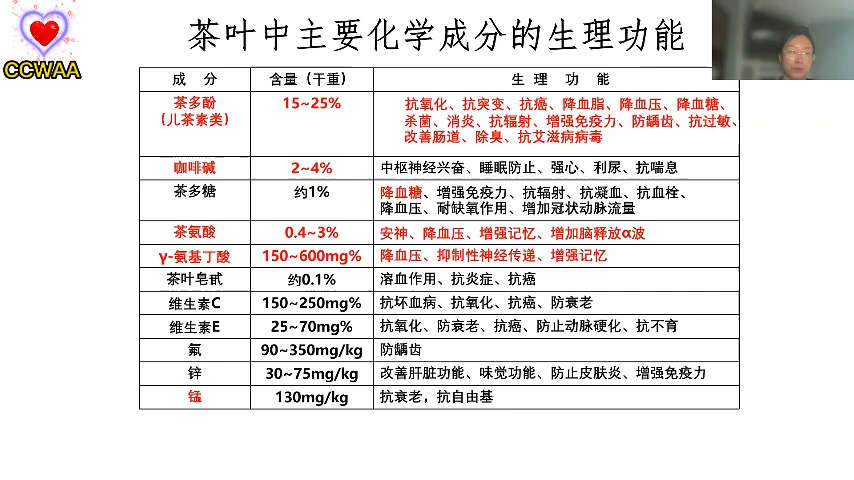 CCWAA
茶叶中主要化学成分的生理功能
成 分 含量（干重） 生 理 功 能
茶多酚 15~25% 抗氧化、抗突变、抗癌、降血脂、降血压、降血糖、
（儿茶素类） 杀菌、消炎、抗辐射、增强免疫力、防龋齿、抗过敏、
改善肠道、除臭、抗艾滋病病毒
咖啡碱 2~4% 中枢神经兴奋、睡眠防止、强心、利尿、抗喘息
茶多糖 约1% 降血糖、增强免疫力、抗辐射、抗凝血、抗血栓、
降血压、耐缺氧作用、增加冠状动脉流量
茶氨酸 0.4~3% 安神、降血压、增强记忆、增加脑释放α波
γ-氨基丁酸 150~600mg% 降血压、抑制性神经传递、增强记忆
茶叶皂甙 约0.1% 溶血作用、抗炎症、抗癌
维生素C 150~250mg% 抗坏血病、抗氧化、抗癌、防衰老
维生素E 25~70mg% 抗氧化、防衰老、抗癌、防止动脉硬化、抗不育
氟 90~350mg/kg 防龋齿
锌 30~75mg/kg 改善肝脏功能、味觉功能、防止皮肤炎、增强免疫力
锰 130mg/kg 抗衰老，抗自由基